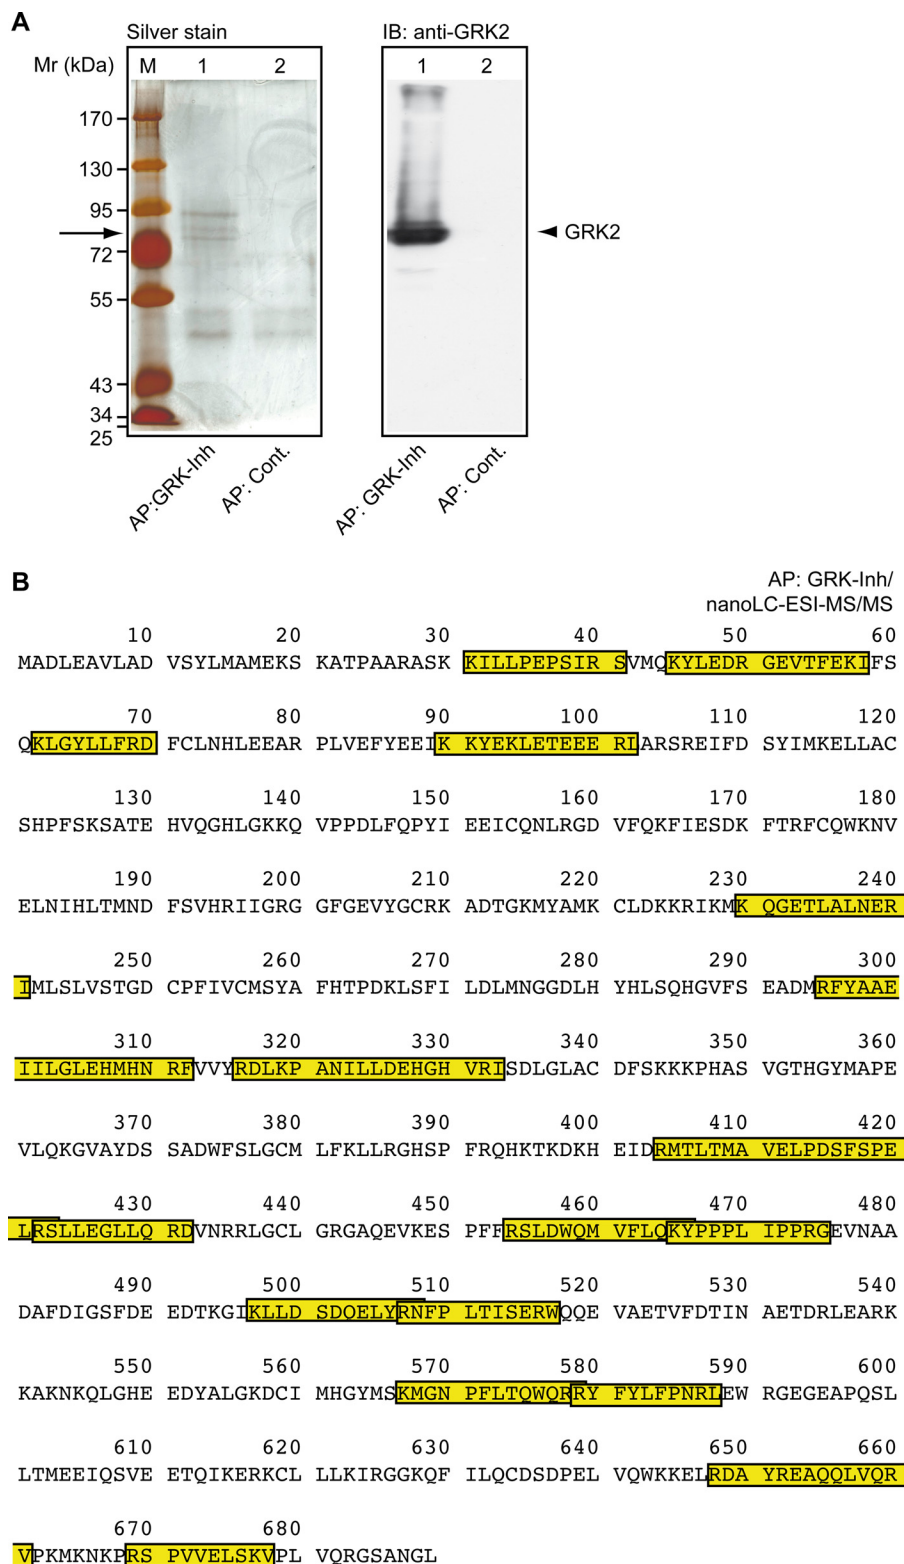 A
Silver stain
IB: anti-GRK2
Mr (kDa)
M 1 2
1 2
170
130
95
72
55
43
34
25
GRK2
AP:GRK-Inh
AP: Cont.
AP: GRK-Inh
AP: Cont.
B
AP: GRK-Inh/
nanoLC-ESI-MS/MS
10 20 30 40 50 60
MADLEAVLAD VSYLMAMEKS KATPAARASK KILLPEPSIRS VMQKYLEDR GEVTFEKIFS
70 80 90 100 110 120
QKLGYLLFRD FCLNHLEEAR PLVEFYEEIK KYEKLETEEE RLARSREIFD SYIMKELLAC
130 140 150 160 170 180
SHPFSKSATE HVQGHLGKKQ VPPDLFQPYI EEICQNLRGD VFQKFIESDK FTRFCQWKNV
190 200 210 220 230 240
ELNIHLTMND FSVHRIIGRG GFGEVYGCRK ADTGKMYAMK CLDKKRIKMK QGETLALNER
250 260 270 280 290 300
IMLSLVSTGD CPFIVCMSYA FHTPDKLSFI LDLMNGGDLH YHLSQHGVFS EADMRFYAAE
310 320 330 340 350 360
IILGLEHMHN RFVVYRDLKP ANILLDEHGH VRISDLGLAC DFSKKKPHAS VGTHGYMAPE
370 380 390 400 410 420
VLQKGVAYDS SADWFSLGCM LFKLLRGHSP FRQHKTKDKH EIDRMTLTMA VELPDSFSPE
430 440 450 460 470 480
LRSLLEGLLQ RDVNRRLGCL GRGAQEVKES PFFRSLDWQM VFLQKYPPPL IPPRGEVNAA
490 500 510 520 530 540
DAFDIGSFDE EDTKGIKLLD SDQELYRNFP LTISERWQQE VAETVFDTIN AETDRLEARK
550 560 570 580 590 600
KAKNKQLGHE EDYALGKDCI MHGYMSKMGN PFLTQWQRRY FYLFPNRLEW RGEGEAPQSL
610 620 630 640 650 660
LTMEEIQSVE ETQIKERKCL LLKIRGGKQF ILQCDSDPEL VQWKKELRDA YREAQQLVQR
670 680
VPKMKNKPRS PVVELSKVPL VQRGSANGL